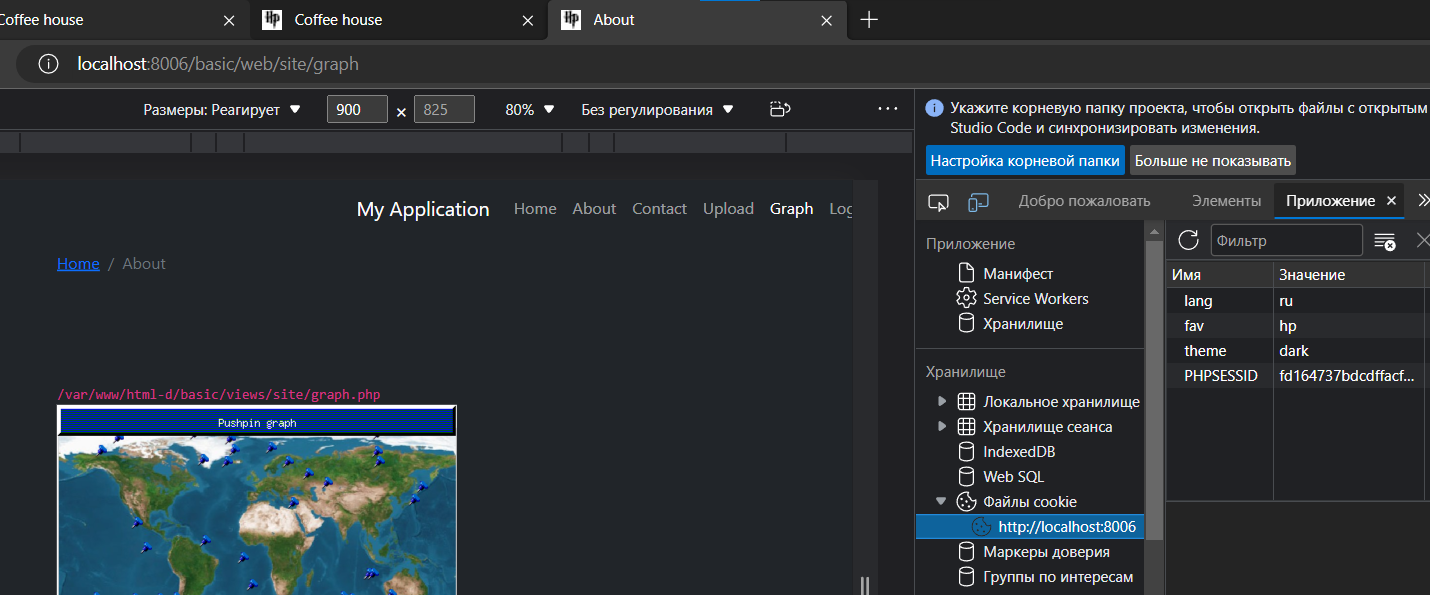 Coffee house
Coffee house
About
localhost:8006/basic/web/site/graph
Размеры: Реагирует
900 × 825
80%
Без регулирования
Укажите корневую папку проекта, чтобы открыть файлы с открытым
Studio Code и синхронизировать изменения.
Настройка корневой папки
Больше не показывать
Добро пожаловать
Элементы
Приложение
My Application
Home
About
Contact
Upload
Graph
Log
Home / About
/var/www/html-d/basic/views/site/graph.php
Pushpin graph
Приложение
Манифест
Service Workers
Хранилище
Хранилище
Локальное хранилище
Хранилище сеанса
IndexedDB
Web SQL
Файлы cookie
http://localhost:8006
Маркеры доверия
Группы по интересам
Фильтр
Имя Значение
lang ru
fav hp
theme dark
PHPSESSID fd164737bdcdffacf...